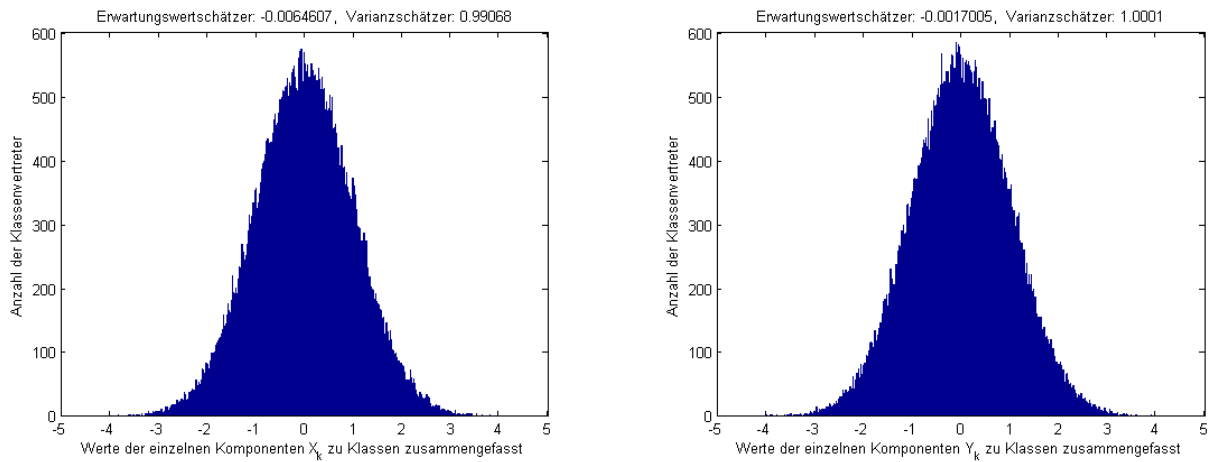 Erwartungswertschätzer: -0.0064607, Varianzschätzer: 0.99068
600
500
400
300
200
100
0
Anzahl der Klassenvertreter
-5 -4 -3 -2 -1 0 1 2 3 4 5
Werte der einzelnen Komponenten X_k zu Klassen zusammengefasst
Erwartungswertschätzer: -0.0017005, Varianzschätzer: 1.0001
600
500
400
300
200
100
0
Anzahl der Klassenvertreter
-5 -4 -3 -2 -1 0 1 2 3 4 5
Werte der einzelnen Komponenten Y_k zu Klassen zusammengefasst